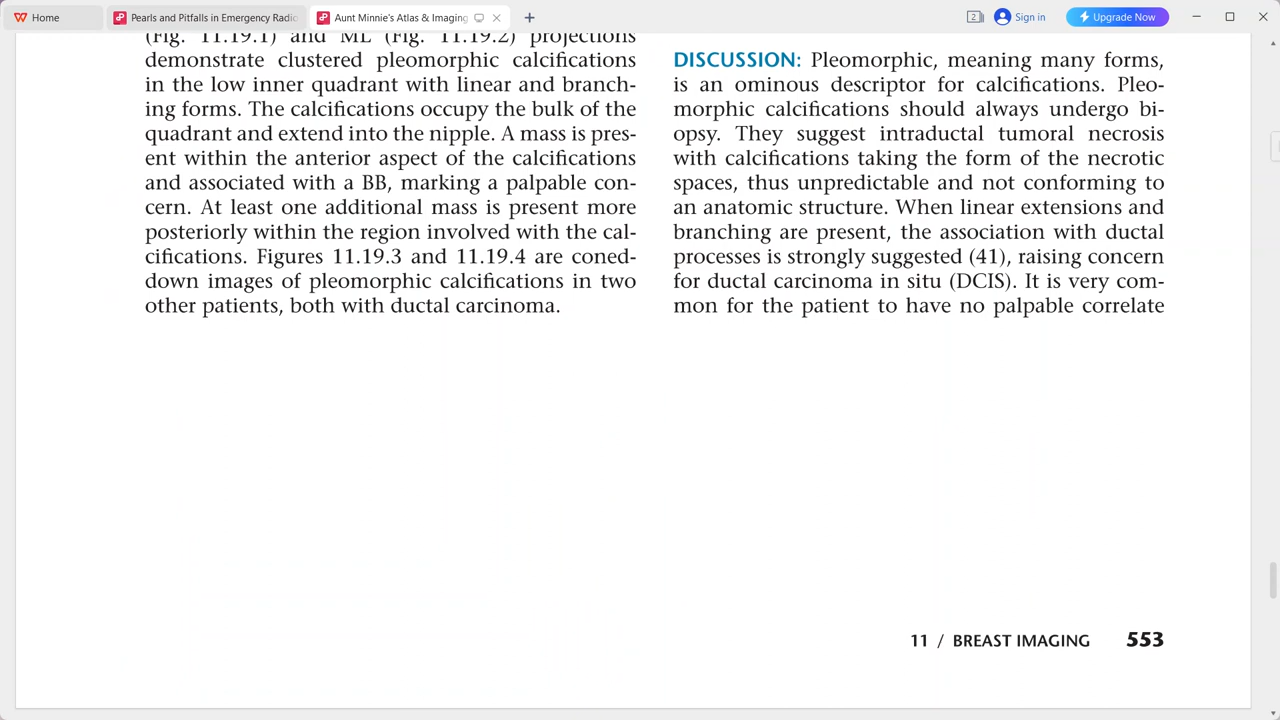 Home
Pearls and Pitfalls in Emergency Radio
Aunt Minnie's Atlas & Imaging
2
Sign in
Upgrade Now
(Fig. 11.19.1) and ML (Fig. 11.19.2) projections
demonstrate clustered pleomorphic calcifications
in the low inner quadrant with linear and branch-
ing forms. The calcifications occupy the bulk of the
quadrant and extend into the nipple. A mass is pres-
ent within the anterior aspect of the calcifications
and associated with a BB, marking a palpable con-
cern. At least one additional mass is present more
posteriorly within the region involved with the cal-
cifications. Figures 11.19.3 and 11.19.4 are coned-
down images of pleomorphic calcifications in two
other patients, both with ductal carcinoma.
DISCUSSION: Pleomorphic, meaning many forms,
is an ominous descriptor for calcifications. Pleo-
morphic calcifications should always undergo bi-
opsy. They suggest intraductal tumoral necrosis
with calcifications taking the form of the necrotic
spaces, thus unpredictable and not conforming to
an anatomic structure. When linear extensions and
branching are present, the association with ductal
processes is strongly suggested (41), raising concern
for ductal carcinoma in situ (DCIS). It is very com-
mon for the patient to have no palpable correlate
11 / BREAST IMAGING 553